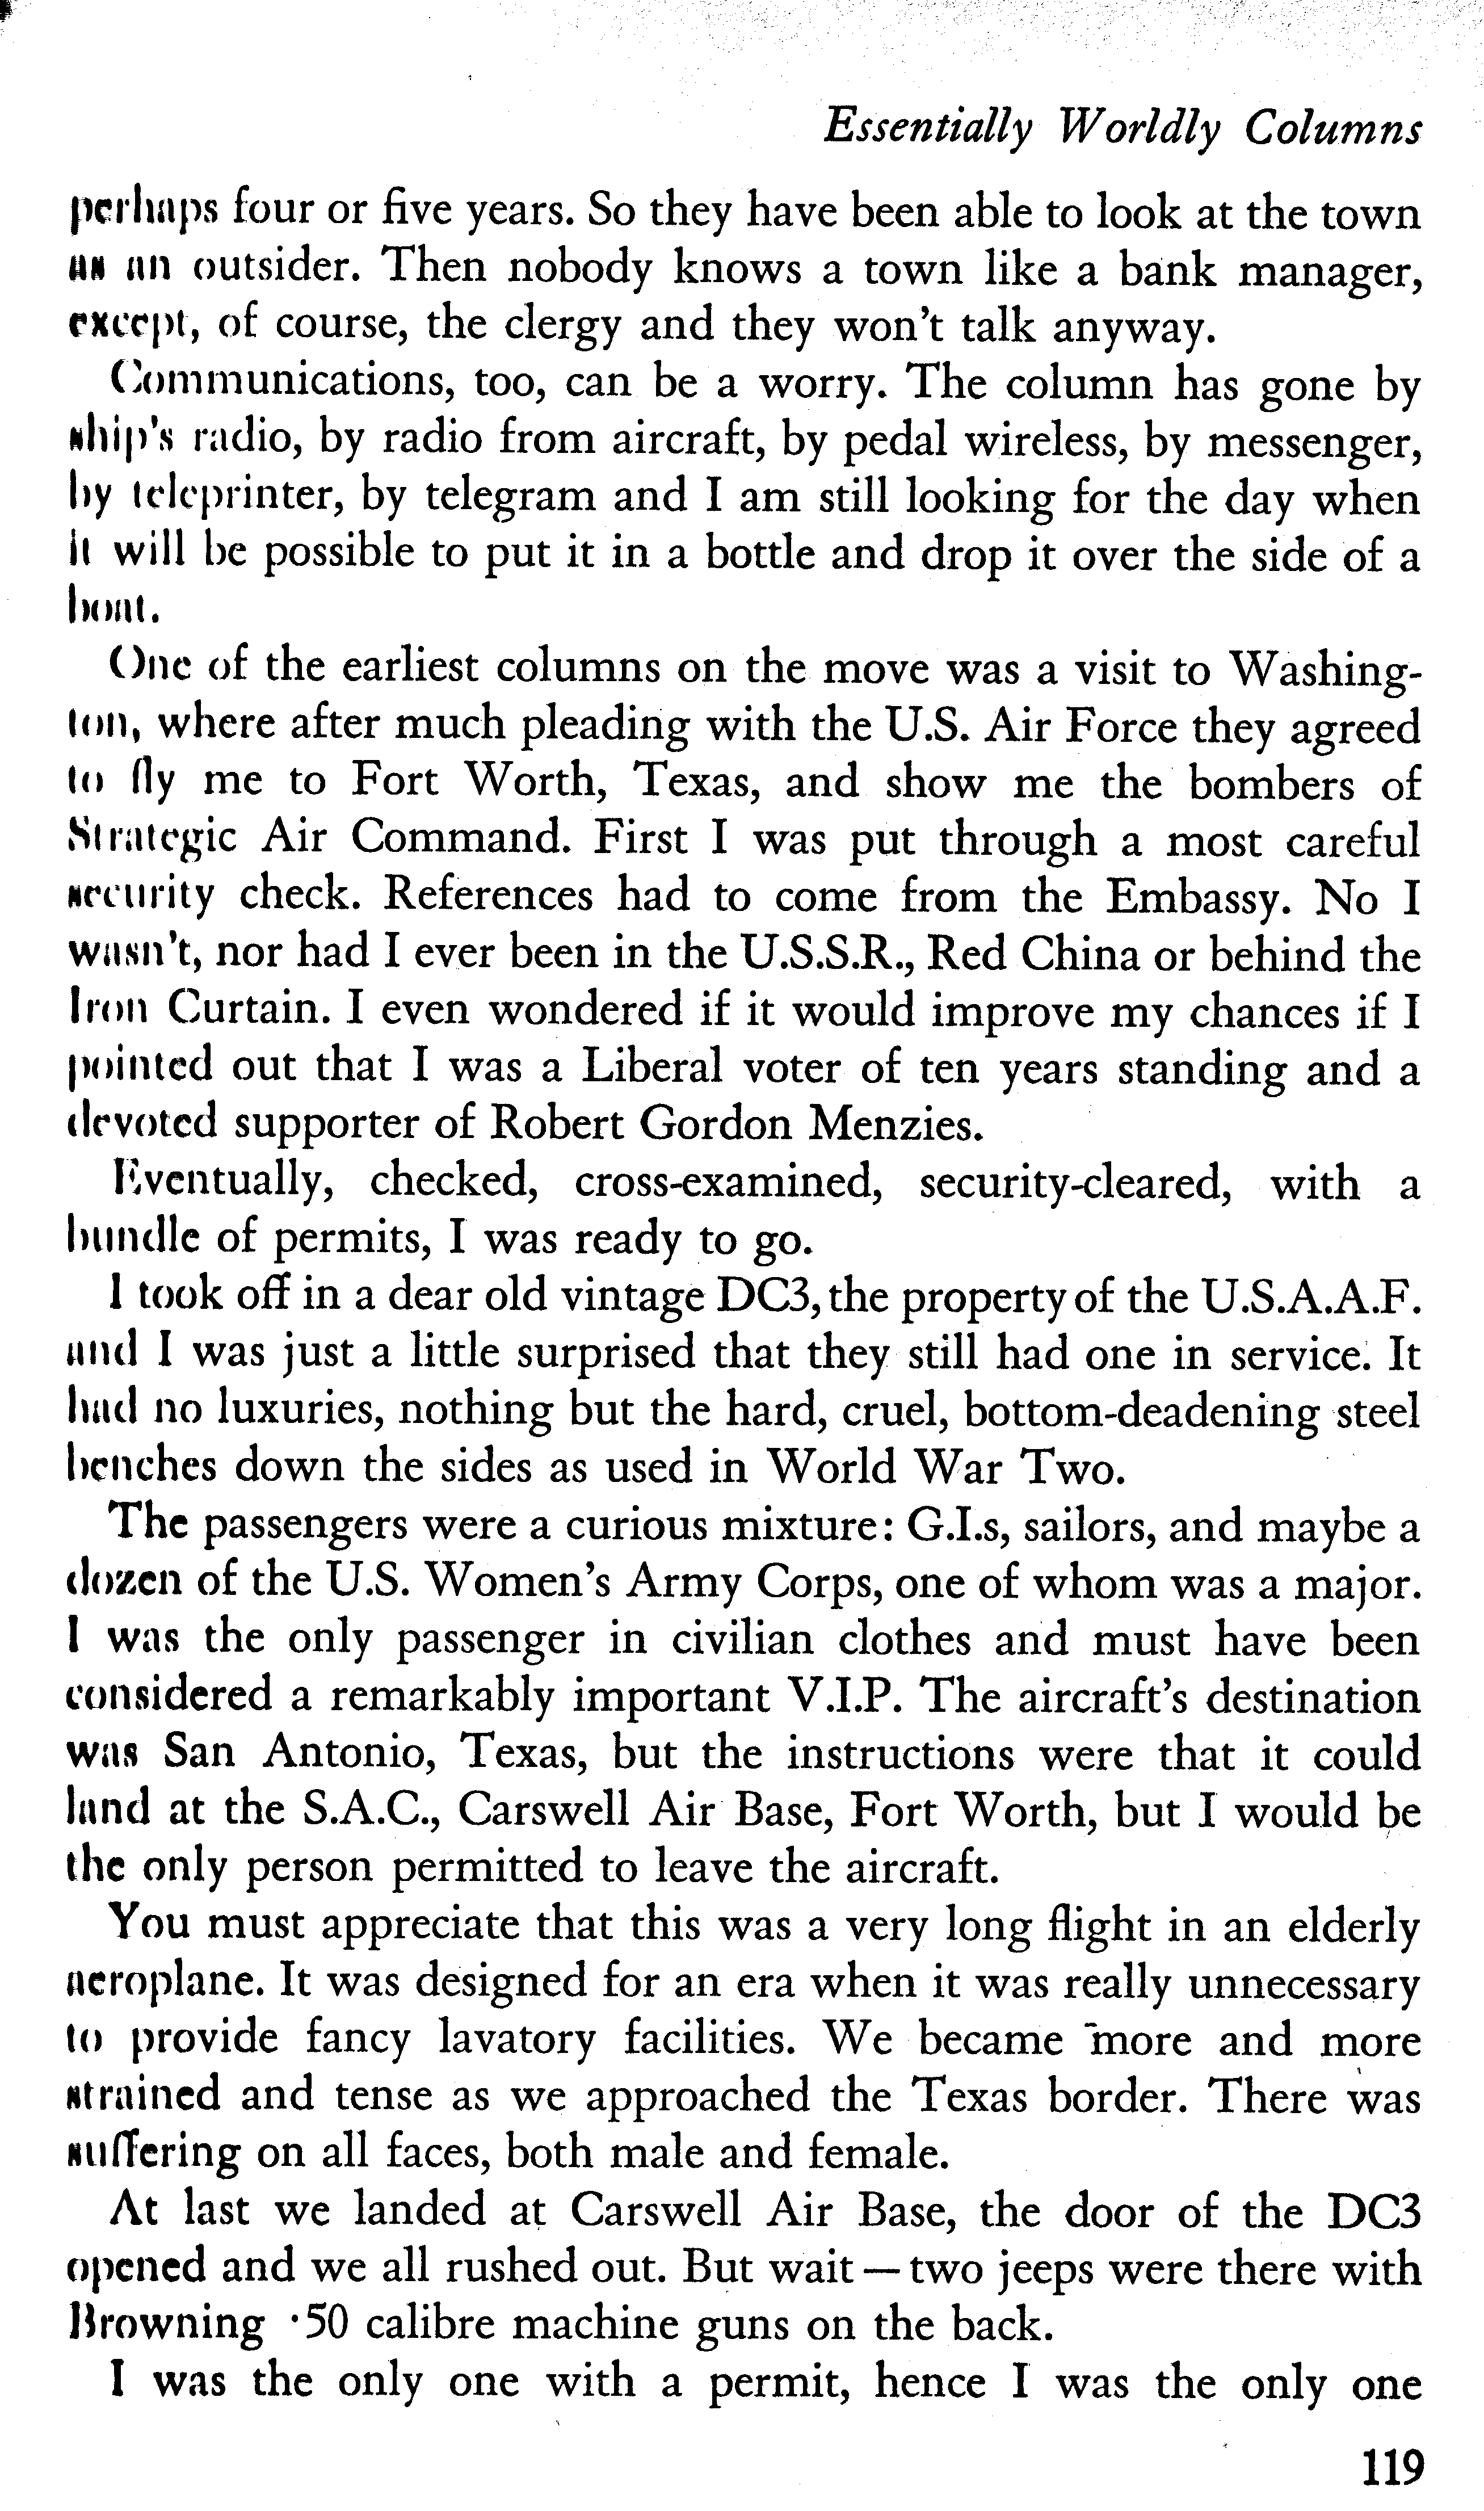 Essentially Worldly Columns
perhaps four or five years. So they have been able to look at the town
as an outsider. Then nobody knows a town like a bank manager,
except, of course, the clergy and they won't talk anyway.
Communications, too, can be a worry. The column has gone by
ship's radio, by radio from aircraft, by pedal wireless, by messenger,
by teleprinter, by telegram and I am still looking for the day when
it will be possible to put it in a bottle and drop it over the side of a
boat.
One of the earliest columns on the move was a visit to Washing-
ton, where after much pleading with the U.S. Air Force they agreed
to fly me to Fort Worth, Texas, and show me the bombers of
Strategic Air Command. First I was put through a most careful
security check. References had to come from the Embassy. No I
wasn't, nor had I ever been in the U.S.S.R., Red China or behind the
Iron Curtain. I even wondered if it would improve my chances if I
pointed out that I was a Liberal voter of ten years standing and a
devoted supporter of Robert Gordon Menzies.
Eventually, checked, cross-examined, security-cleared, with a
bundle of permits, I was ready to go.
I took off in a dear old vintage DC3, the property of the U.S.A.A.F.
and I was just a little surprised that they still had one in service. It
had no luxuries, nothing but the hard, cruel, bottom-deadening steel
benches down the sides as used in World War Two.
The passengers were a curious mixture: G.I.s, sailors, and maybe a
dozen of the U.S. Women's Army Corps, one of whom was a major.
I was the only passenger in civilian clothes and must have been
considered a remarkably important V.I.P. The aircraft's destination
was San Antonio, Texas, but the instructions were that it could
land at the S.A.C., Carswell Air Base, Fort Worth, but I would be
the only person permitted to leave the aircraft.
You must appreciate that this was a very long flight in an elderly
aeroplane. It was designed for an era when it was really unnecessary
to provide fancy lavatory facilities. We became more and more
strained and tense as we approached the Texas border. There was
suffering on all faces, both male and female.
At last we landed at Carswell Air Base, the door of the DC3
opened and we all rushed out. But wait — two jeeps were there with
Browning ·50 calibre machine guns on the back.
I was the only one with a permit, hence I was the only one
119